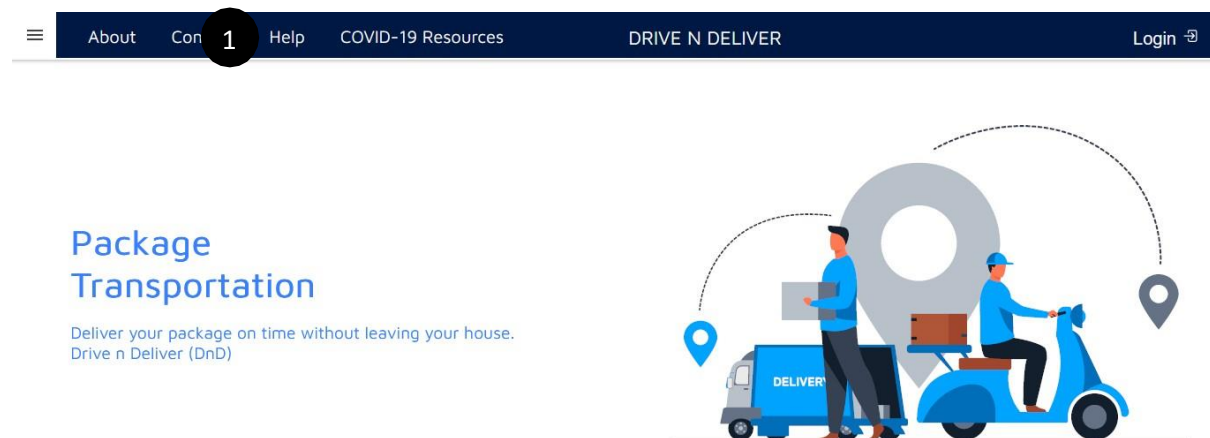 About 1 Help COVID-19 Resources DRIVE N DELIVER Login
Package
Transportation
Deliver your package on time without leaving your house.
Drive n Deliver (DnD)
DELIVER